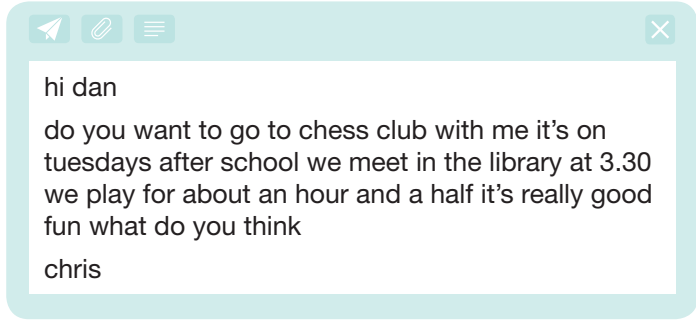 hi dan
do you want to go to chess club with me it’s on
tuesdays after school we meet in the library at 3.30
we play for about an hour and a half it’s really good
fun what do you think
chris